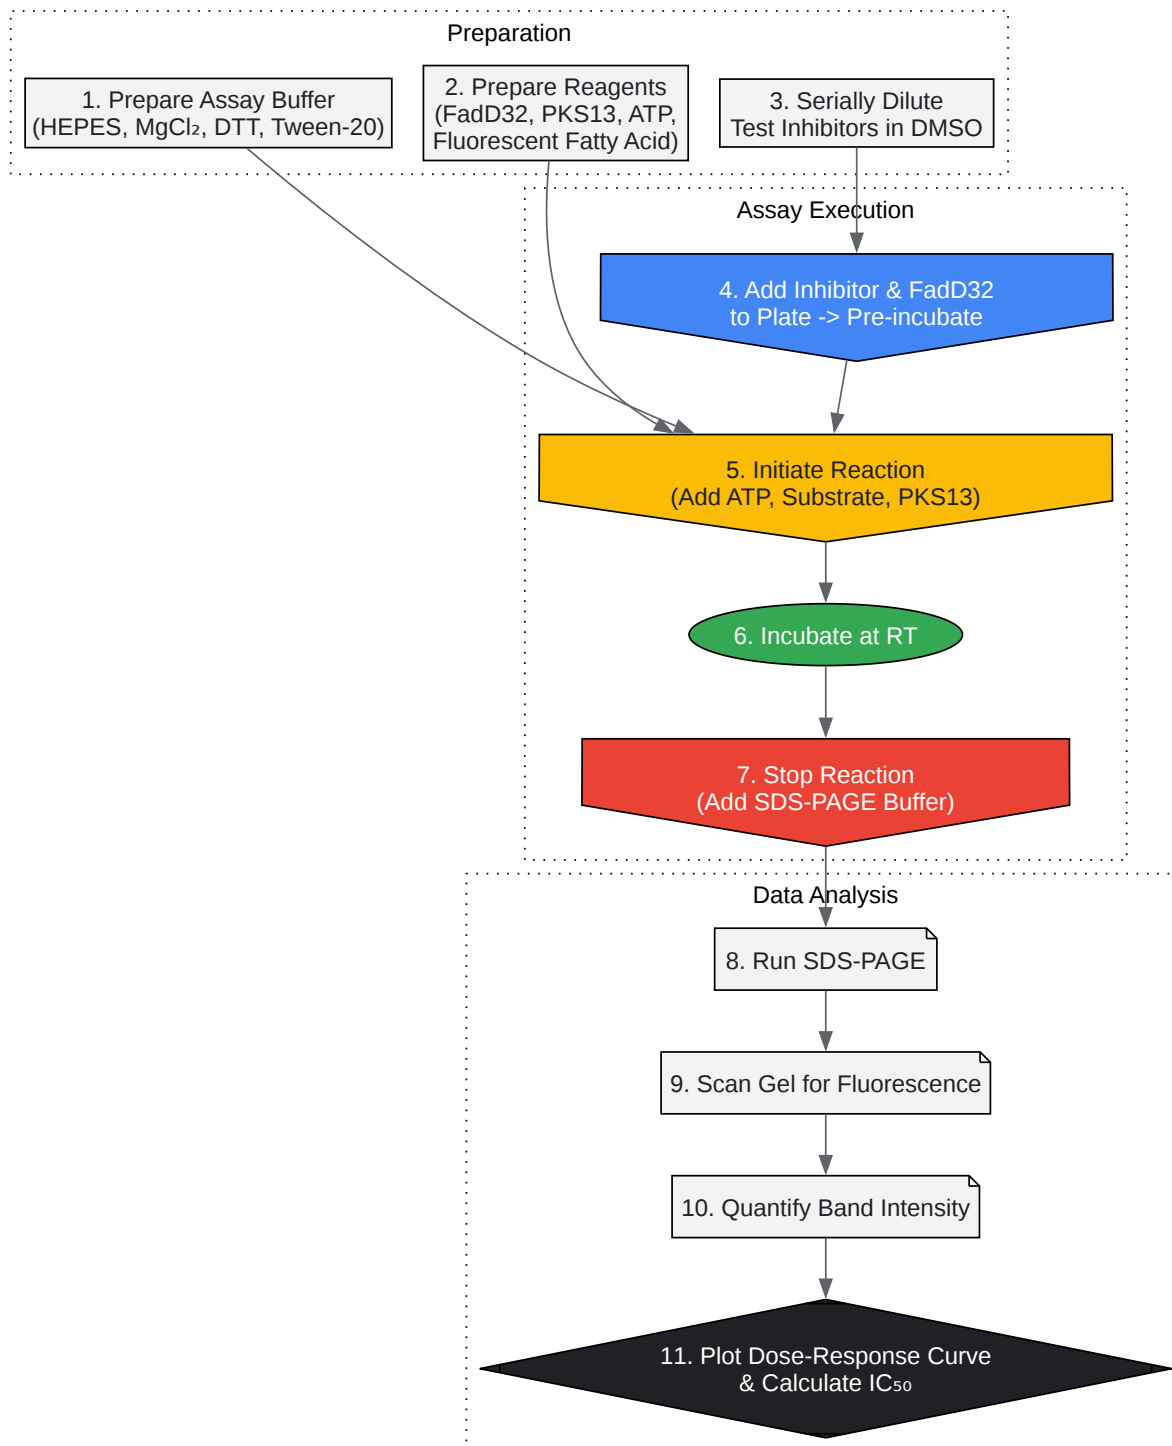 Preparation
1. Prepare Assay Buffer
(HEPES, MgCl₂, DTT, Tween-20)
2. Prepare Reagents
(FadD32, PKS13, ATP,
Fluorescent Fatty Acid)
3. Serially Dilute
Test Inhibitors in DMSO
Assay Execution
4. Add Inhibitor & FadD32
to Plate -> Pre-incubate
5. Initiate Reaction
(Add ATP, Substrate, PKS13)
6. Incubate at RT
7. Stop Reaction
(Add SDS-PAGE Buffer)
Data Analysis
8. Run SDS-PAGE
9. Scan Gel for Fluorescence
10. Quantify Band Intensity
11. Plot Dose-Response Curve
& Calculate IC₅₀